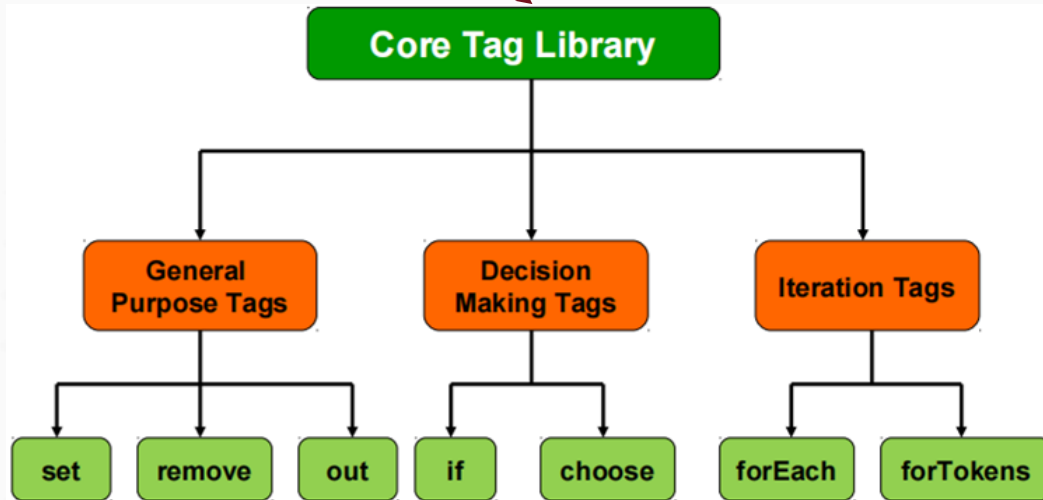 Core Tag Library
General
Purpose Tags
Decision
Making Tags
Iteration Tags
set
remove
out
if
choose
forEach
forTokens